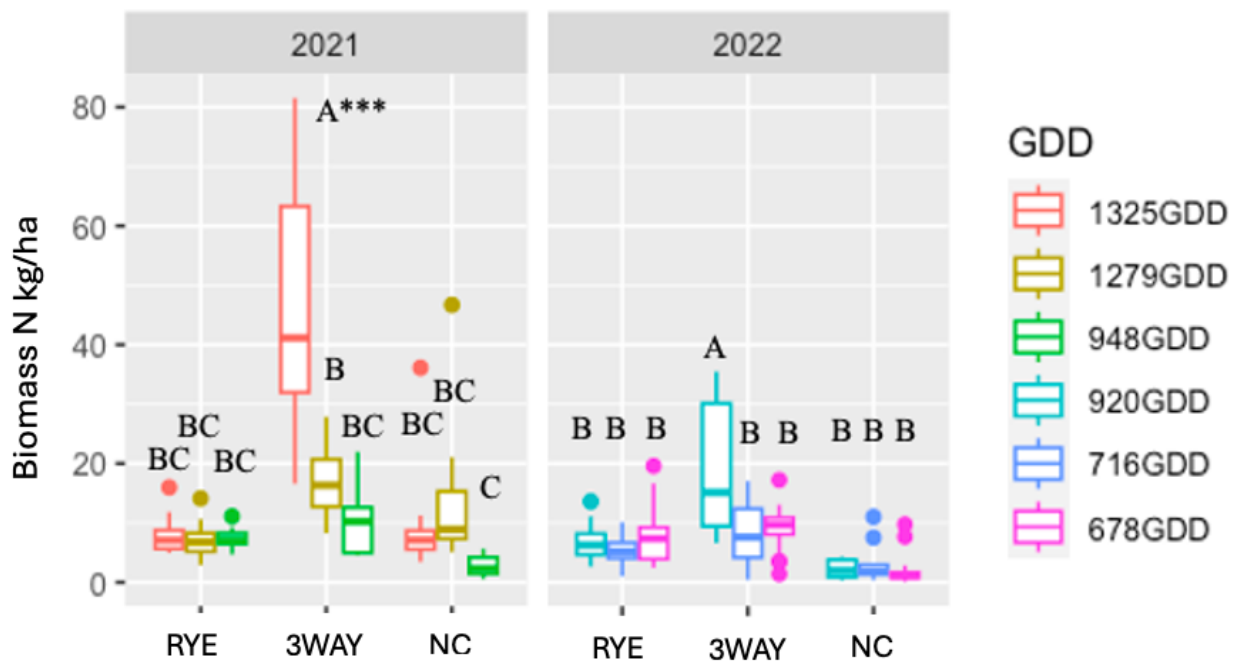 2021
2022
Biomass N kg/ha
80
60
40
20
0
A***
B
BC
BC
BC
BC
BC
BC
C
A
B
B
B
B
B
B
B
B
RYE
3WAY
NC
RYE
3WAY
NC
GDD
1325GDD
1279GDD
948GDD
920GDD
716GDD
678GDD